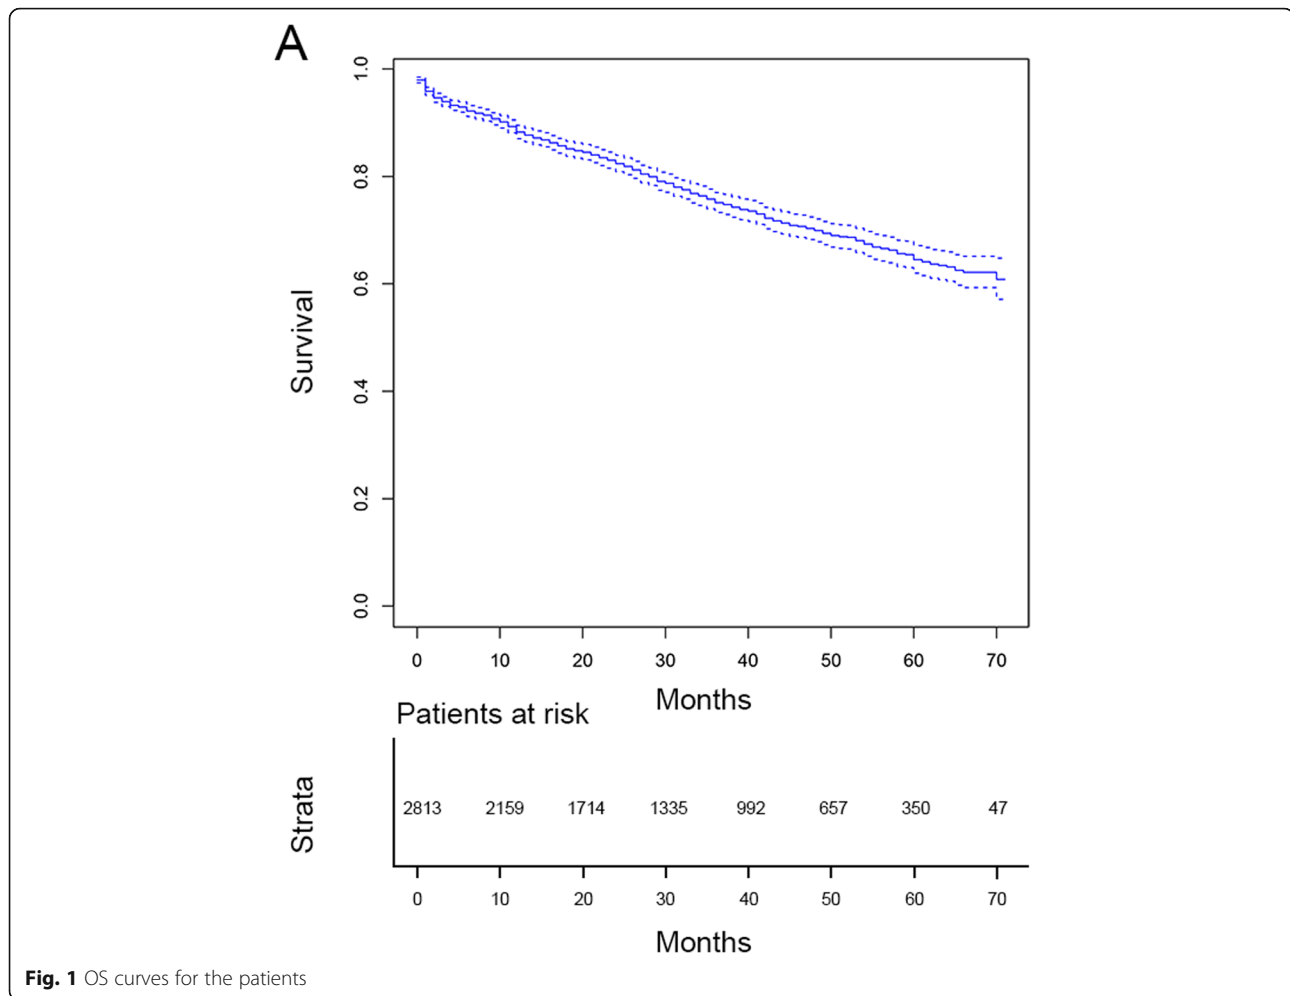 A
1.0
0.8
0.6
0.4
0.2
0.0
Survival
0 10 20 30 40 50 60 70
Months
Patients at risk
Strata
2813 2159 1714 1335 992 657 350 47
0 10 20 30 40 50 60 70
Months
Fig. 1 OS curves for the patients